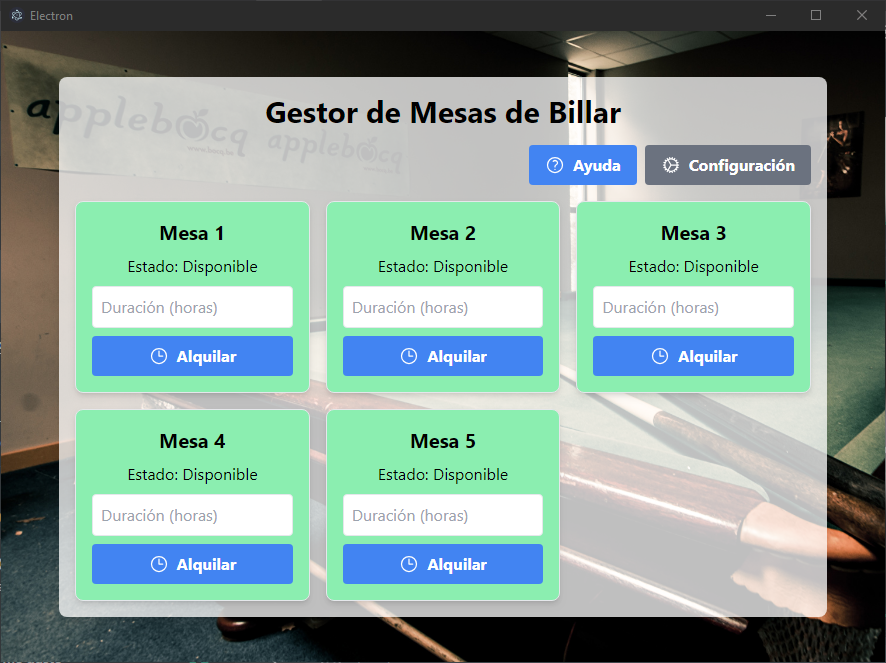 Electron
applebocq applebocq
Gestor de Mesas de Billar
Ayuda Configuración
Mesa 1
Estado: Disponible
Duración (horas)
Alquilar
Mesa 2
Estado: Disponible
Duración (horas)
Alquilar
Mesa 3
Estado: Disponible
Duración (horas)
Alquilar
Mesa 4
Estado: Disponible
Duración (horas)
Alquilar
Mesa 5
Estado: Disponible
Duración (horas)
Alquilar